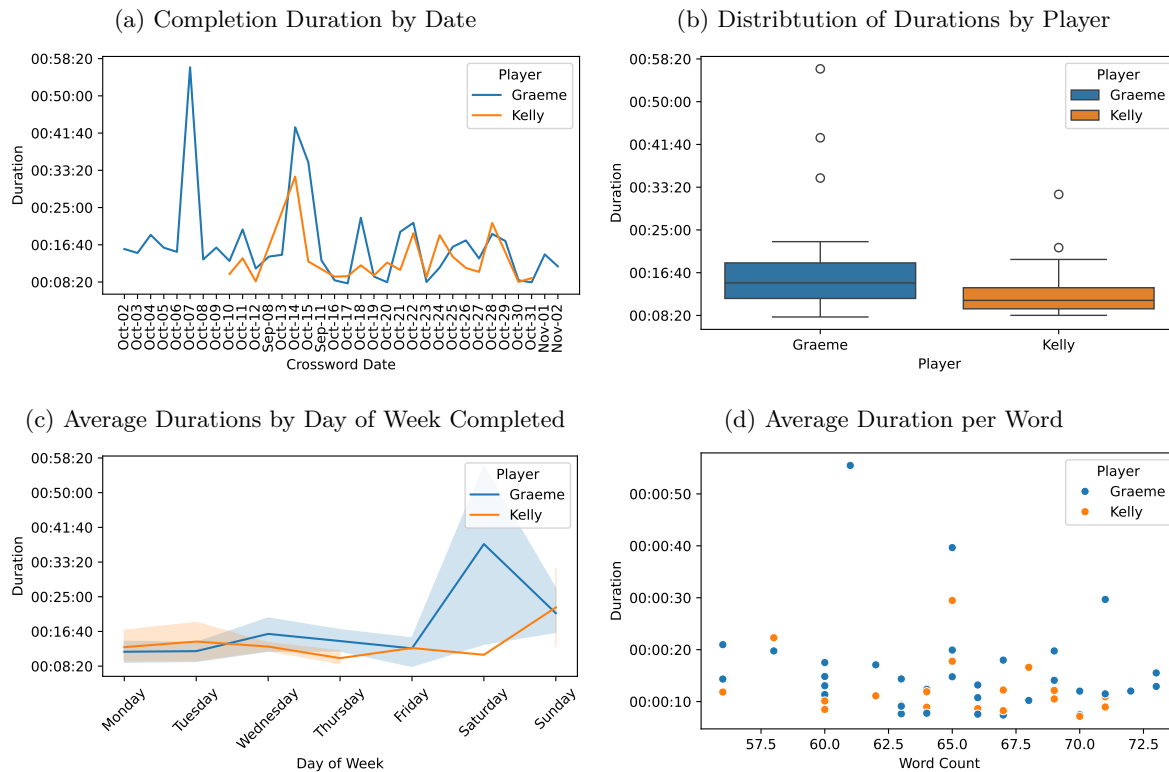 (a) Completion Duration by Date
00:58:20
00:50:00
00:41:40
00:33:20
00:25:00
00:16:40
00:08:20
Duration
Player
Graeme
Kelly
Oct-02
Oct-03
Oct-04
Oct-05
Oct-06
Oct-07
Oct-08
Oct-09
Oct-10
Oct-11
Oct-12
Sep-08
Oct-13
Oct-14
Oct-15
Sep-11
Oct-16
Oct-17
Oct-18
Oct-19
Oct-20
Oct-21
Oct-22
Oct-23
Oct-24
Oct-25
Oct-26
Oct-27
Oct-28
Oct-29
Oct-30
Oct-31
Nov-01
Nov-02
Crossword Date
(b) Distribtution of Durations by Player
00:58:20
00:50:00
00:41:40
00:33:20
00:25:00
00:16:40
00:08:20
Duration
Player
Graeme
Kelly
Graeme
Kelly
Player
(c) Average Durations by Day of Week Completed
00:58:20
00:50:00
00:41:40
00:33:20
00:25:00
00:16:40
00:08:20
Duration
Player
Graeme
Kelly
Monday
Tuesday
Wednesday
Thursday
Friday
Saturday
Sunday
Day of Week
(d) Average Duration per Word
00:00:50
00:00:40
00:00:30
00:00:20
00:00:10
Duration
Player
Graeme
Kelly
57.5
60.0
62.5
65.0
67.5
70.0
72.5
Word Count